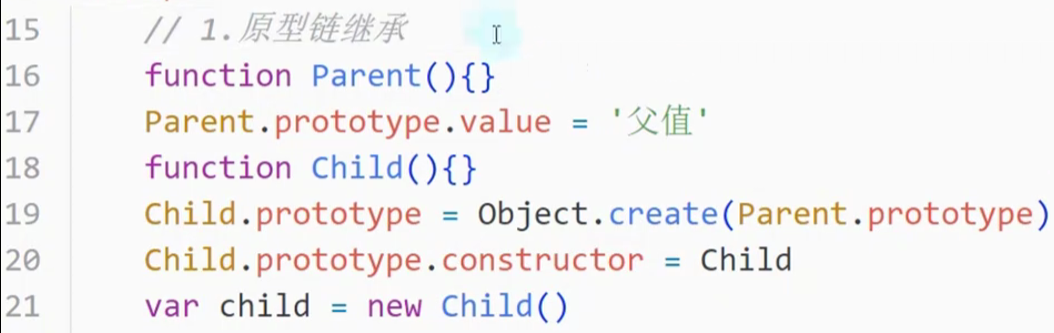 15 // 1.原型链继承
16 function Parent(){}
17 Parent.prototype.value = '父值'
18 function Child(){}
19 Child.prototype = Object.create(Parent.prototype)
20 Child.prototype.constructor = Child
21 var child = new Child()